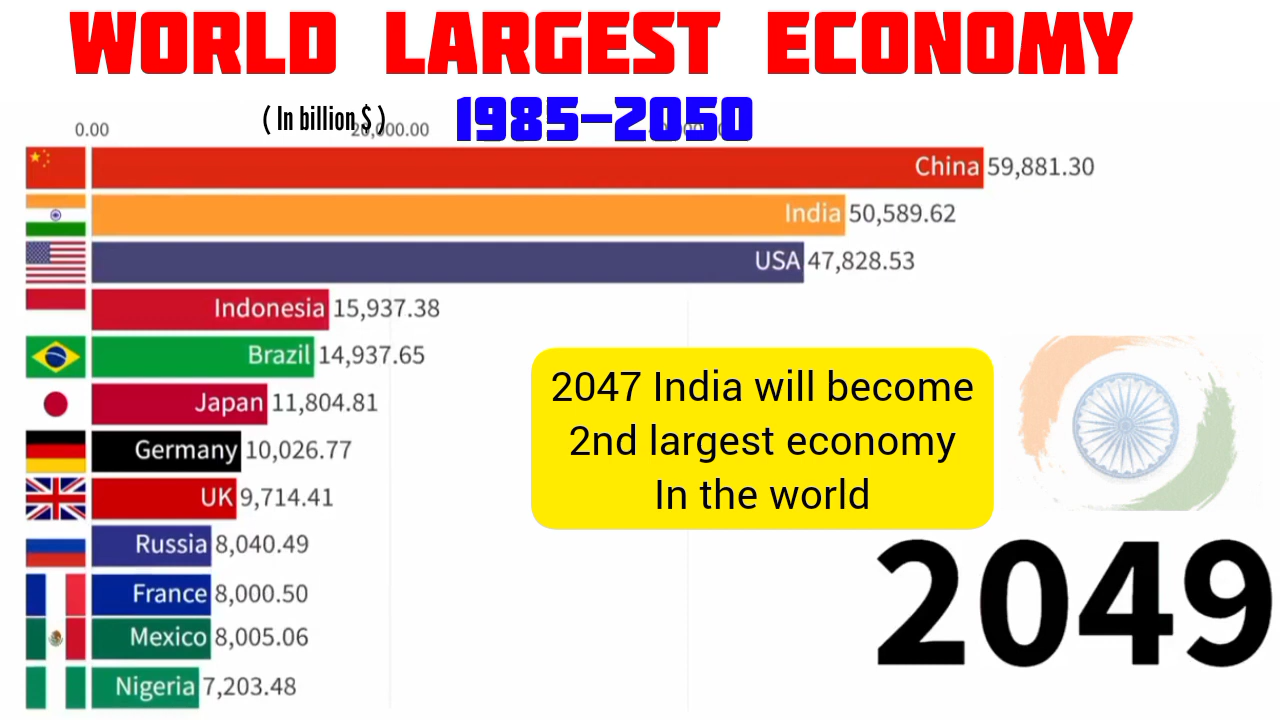 WORLD LARGEST ECONOMY
( In billion $ )
1985-2050
0.00
20,000.00
China 59,881.30
India 50,589.62
USA 47,828.53
Indonesia 15,937.38
Brazil 14,937.65
Japan 11,804.81
Germany 10,026.77
UK 9,714.41
Russia 8,040.49
France 8,000.50
Mexico 8,005.06
Nigeria 7,203.48
2047 India will become
2nd largest economy
In the world
2049